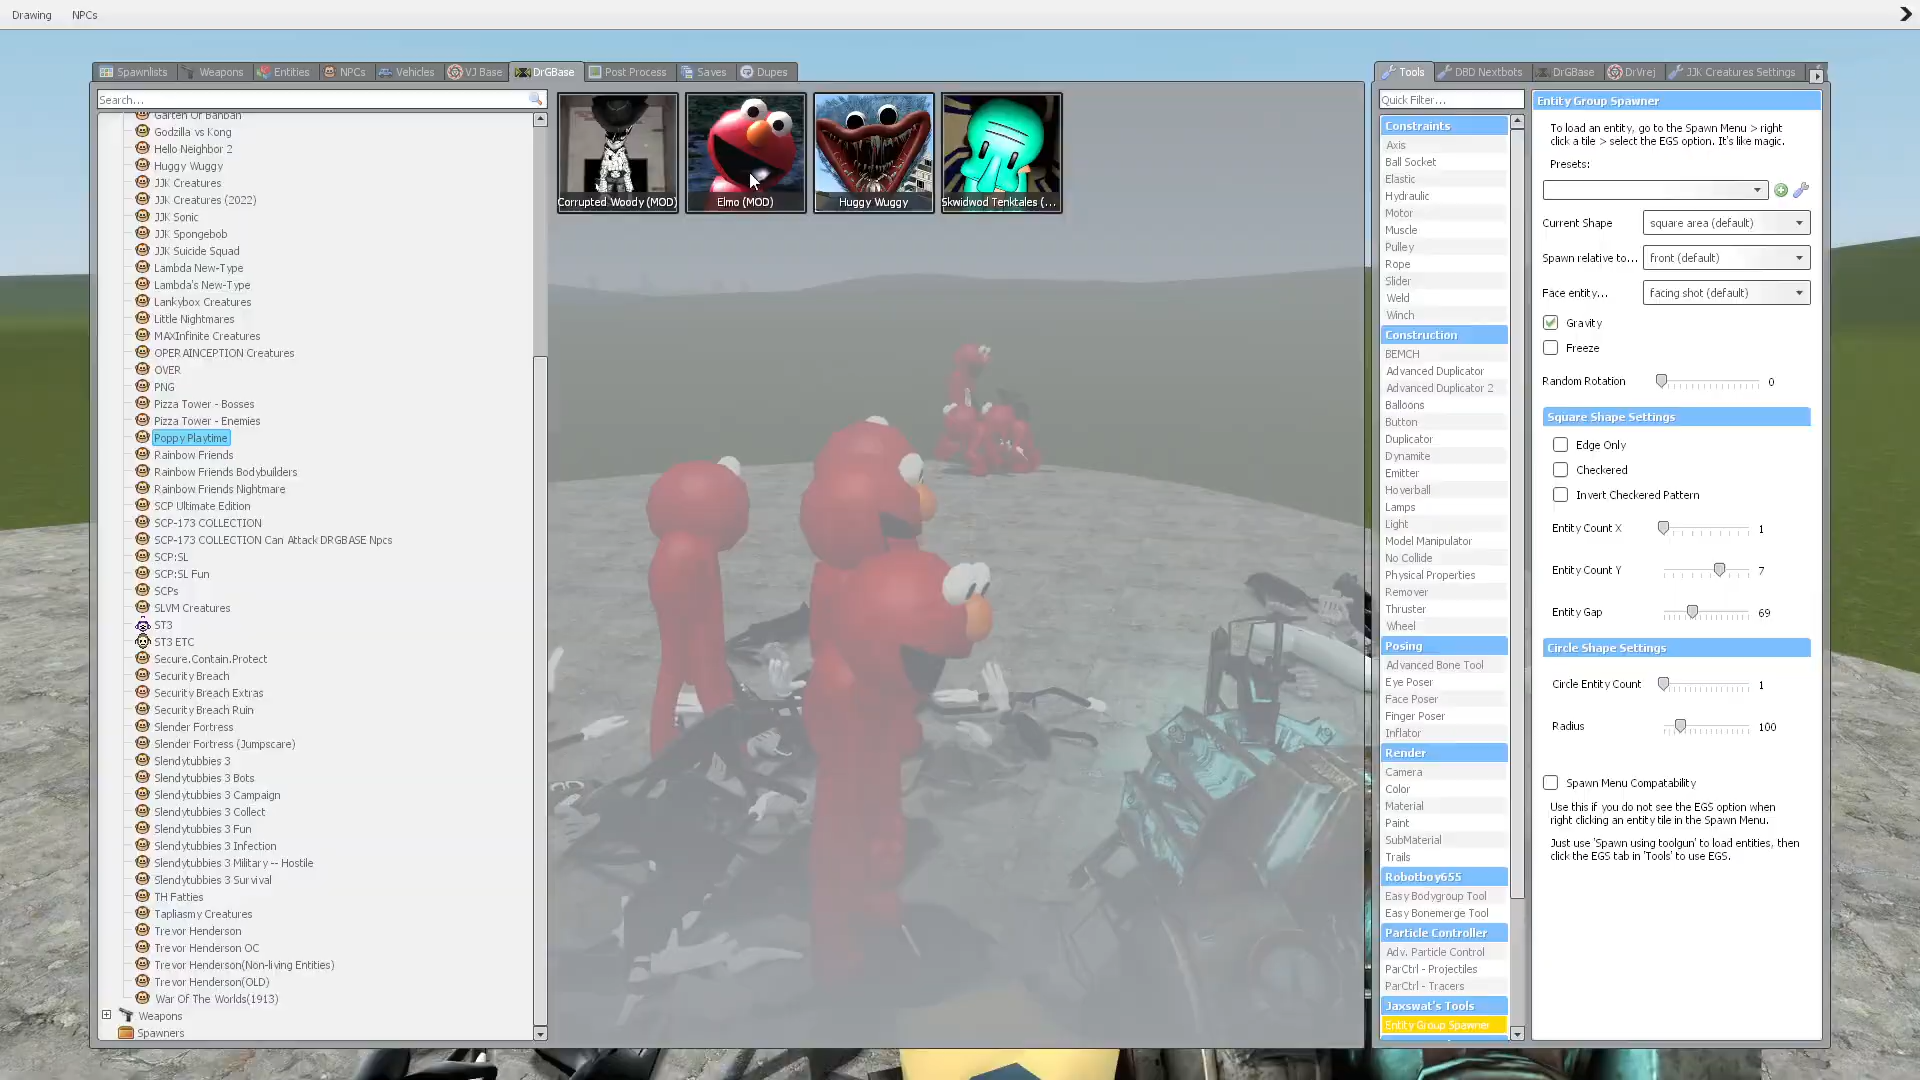 Drawing NPCs
Spawnlists Weapons Entities NPCs Vehicles VJ Base DrGBase Post Process Saves Dupes
Search...
Garten Of Banban
Godzilla vs Kong
Hello Neighbor 2
Huggy Wuggy
JJK Creatures
JJK Creatures (2022)
JJK Sonic
JJK Spongebob
JJK Suicide Squad
Lambda New-Type
Lambda's New-Type
Lankybox Creatures
Little Nightmares
MAXInfinite Creatures
OPERAINCEPTION Creatures
OVER
PNG
Pizza Tower - Bosses
Pizza Tower - Enemies
Poppy Playtime
Rainbow Friends
Rainbow Friends Bodybuilders
Rainbow Friends Nightmare
SCP Ultimate Edition
SCP-173 COLLECTION
SCP-173 COLLECTION Can Attack DRGBASE Npcs
SCP:SL
SCP:SL Fun
SCPs
SLVM Creatures
ST3
ST3 ETC
Secure.Contain.Protect
Security Breach
Security Breach Extras
Security Breach Ruin
Slender Fortress
Slender Fortress (Jumpscare)
Slendytubbies 3
Slendytubbies 3 Bots
Slendytubbies 3 Campaign
Slendytubbies 3 Collect
Slendytubbies 3 Fun
Slendytubbies 3 Infection
Slendytubbies 3 Military -- Hostile
Slendytubbies 3 Survival
TH Fatties
Tapliasmy Creatures
Trevor Henderson
Trevor Henderson OC
Trevor Henderson(Non-living Entities)
Trevor Henderson(OLD)
War Of The Worlds(1913)
Weapons
Spawners
Corrupted Woody (MOD) Elmo (MOD) Huggy Wuggy Skwidwod Tenktales (...
Tools DBD Nextbots DrGBase DrVrej JJK Creatures Settings
Quick Filter...
Constraints
Axis
Ball Socket
Elastic
Hydraulic
Motor
Muscle
Pulley
Rope
Slider
Weld
Winch
Construction
BEMCH
Advanced Duplicator
Advanced Duplicator 2
Balloons
Button
Duplicator
Dynamite
Emitter
Hoverball
Lamps
Light
Model Manipulator
No Collide
Physical Properties
Remover
Thruster
Wheel
Posing
Advanced Bone Tool
Eye Poser
Face Poser
Finger Poser
Inflator
Render
Camera
Color
Material
Paint
SubMaterial
Trails
Robotboy655
Easy Bodygroup Tool
Easy Bonemerge Tool
Particle Controller
Adv. Particle Control
ParCtrl - Projectiles
ParCtrl - Tracers
Jaxswat's Tools
Entity Group Spawner
Entity Group Spawner
To load an entity, go to the Spawn Menu > right
click a tile > select the EGS option. It's like magic.
Presets:
Current Shape square area (default)
Spawn relative to... front (default)
Face entity... facing shot (default)
Gravity
Freeze
Random Rotation 0
Square Shape Settings
Edge Only
Checkered
Invert Checkered Pattern
Entity Count X 1
Entity Count Y 7
Entity Gap 69
Circle Shape Settings
Circle Entity Count 1
Radius 100
Spawn Menu Compatability
Use this if you do not see the EGS option when
right clicking an entity tile in the Spawn Menu.
Just use 'Spawn using toolgun' to load entities, then
click the EGS tab in 'Tools' to use EGS.